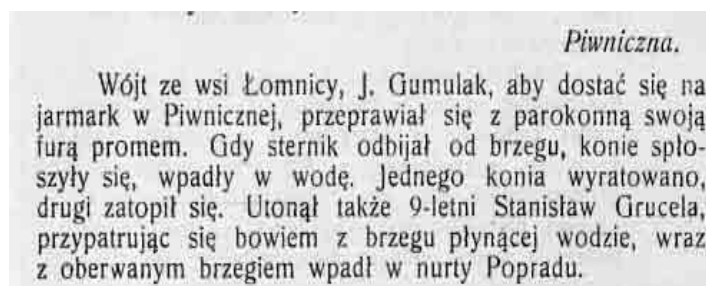 Piwniczna.
Wójt ze wsi Łomnicy, J. Gumulak, aby dostać się na
jarmark w Piwnicznej, przeprawiał się z parokonną swoją
furą promem. Gdy sternik odbijał od brzegu, konie spło-
szyły się, wpadły w wodę. Jednego konia wyratowano,
drugi zatopił się. Utonął także 9-letni Stanisław Grucela,
przypatrując się bowiem z brzegu płynącej wodzie, wraz
z oberwanym brzegiem wpadł w nurty Popradu.